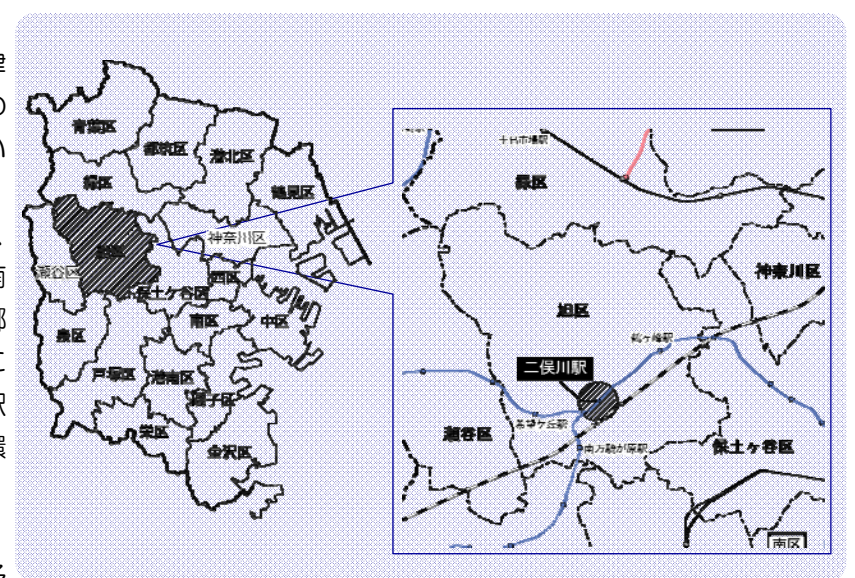 青葉区
都筑区
港北区
緑区
鶴見区
旭区
神奈川区
瀬谷区
西区
保土ケ谷区
南区
中区
泉区
戸塚区
港南区
磯子区
栄区
金沢区
十日市場駅
緑区
神奈川区
旭区
鶴ヶ峰駅
二俣川駅
希望ケ丘駅
瀬谷区
南万騎が原駅
保土ヶ谷区
南区